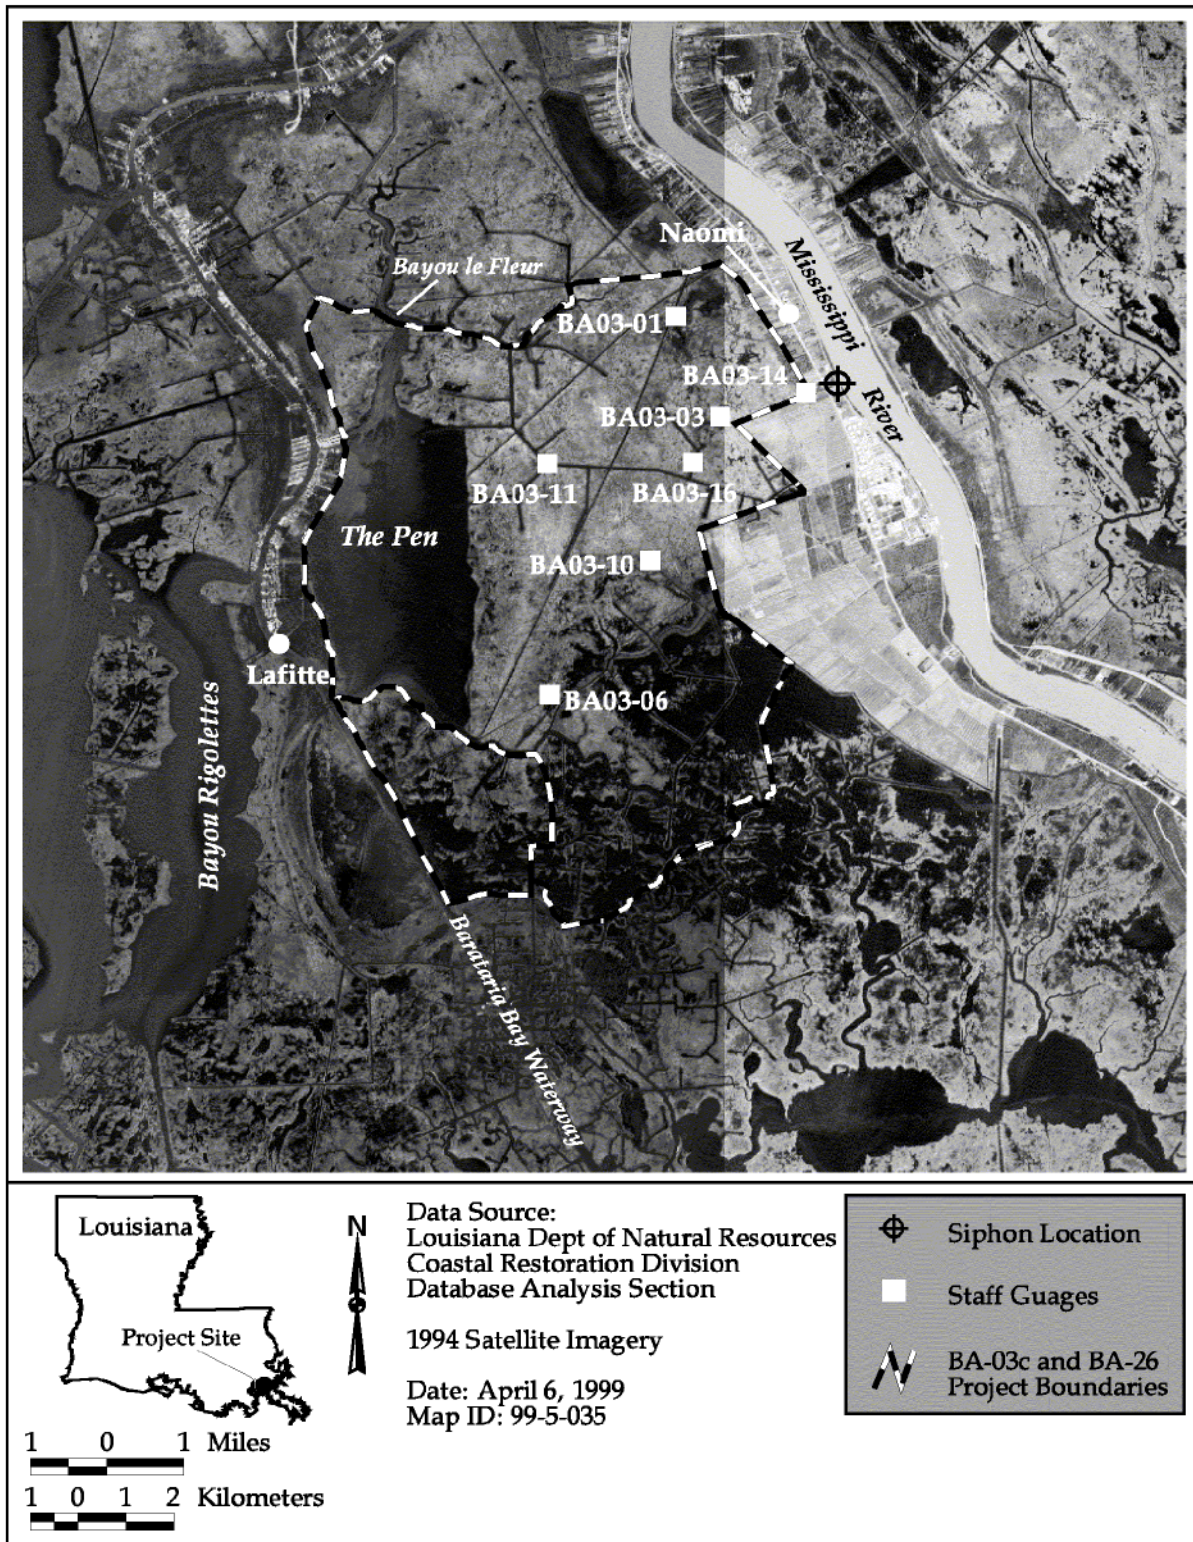 Naomi
Mississippi
River
Bayou le Fleur
BA03-01
BA03-14
BA03-03
BA03-11
BA03-16
The Pen
BA03-10
Lafitte
BA03-06
Bayou Rigolettes
Barataria Bay Waterway
Louisiana
Project Site
N
1 0 1 Miles
1 0 1 2 Kilometers
Data Source:
Louisiana Dept of Natural Resources
Coastal Restoration Division
Database Analysis Section
1994 Satellite Imagery
Date: April 6, 1999
Map ID: 99-5-035
Siphon Location
Staff Guages
BA-03c and BA-26
Project Boundaries